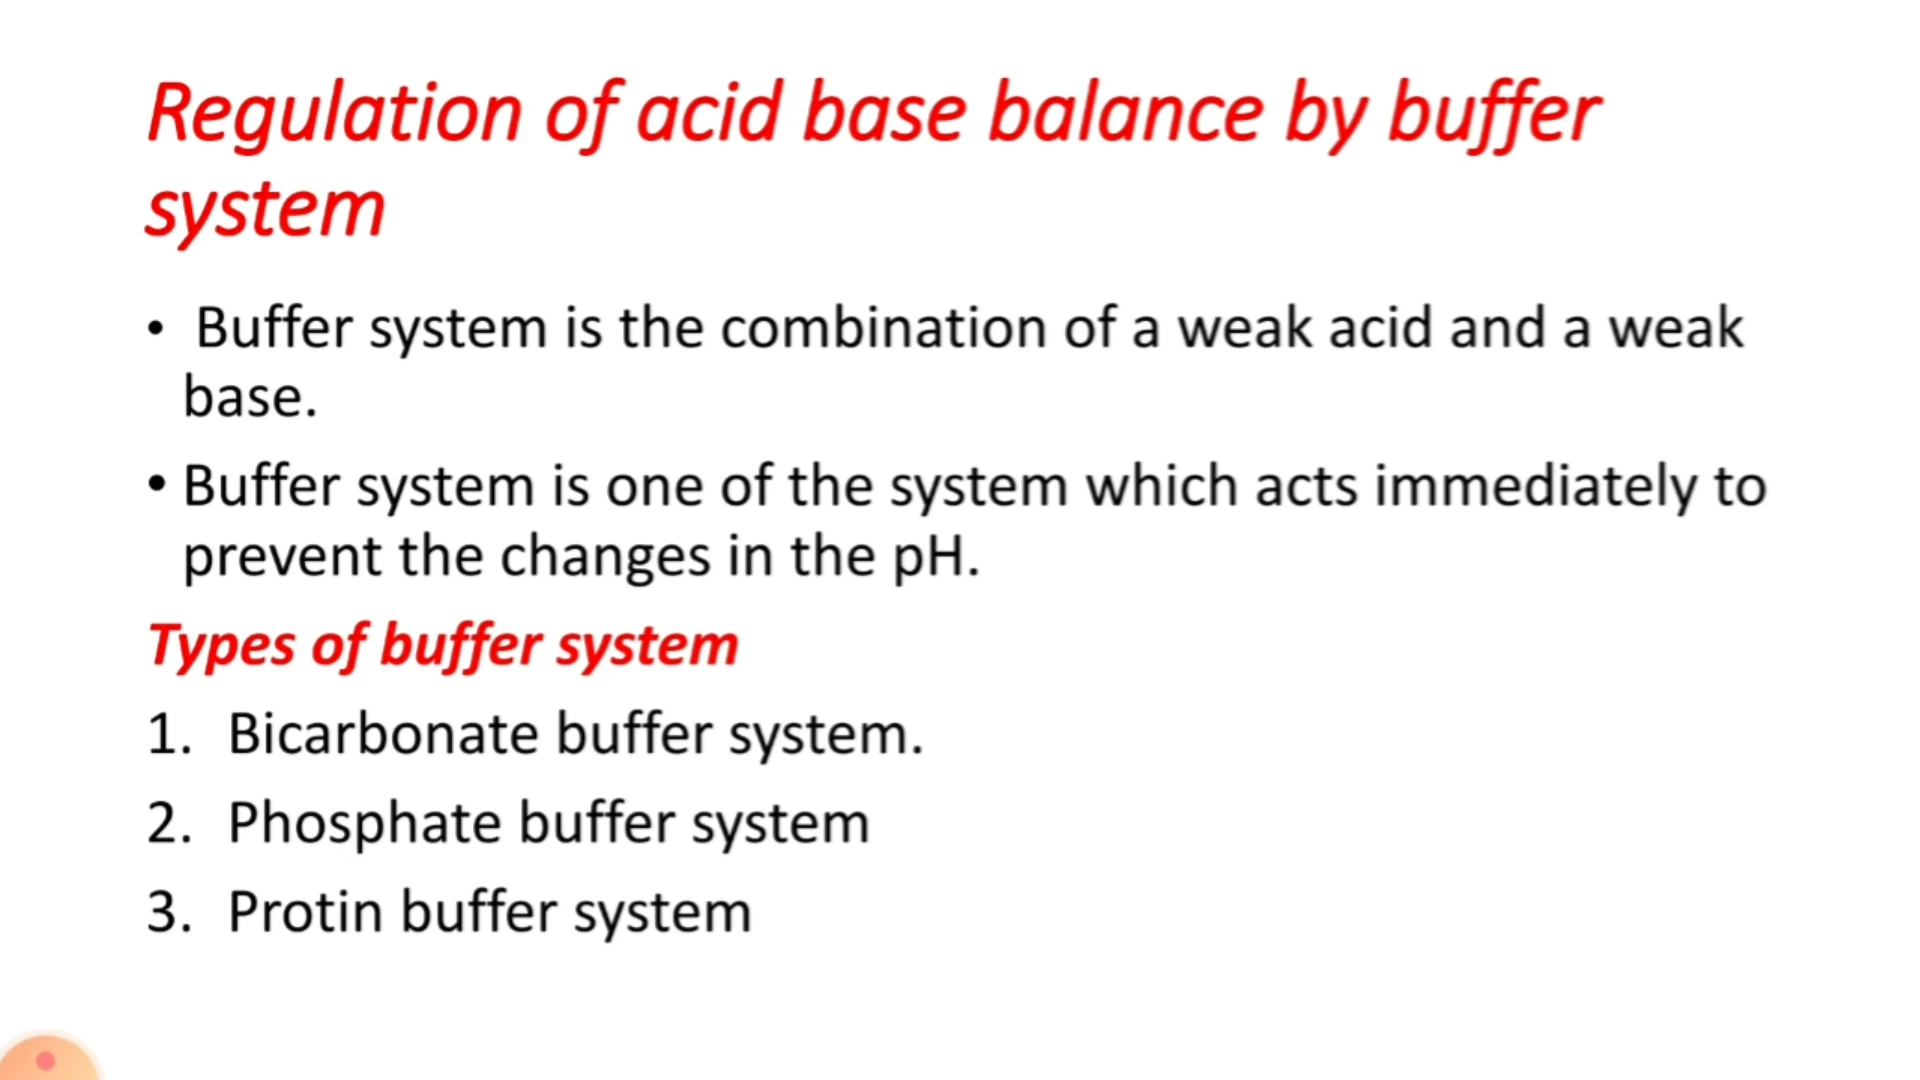 Regulation of acid base balance by buffer
system
• Buffer system is the combination of a weak acid and a weak
base.
• Buffer system is one of the system which acts immediately to
prevent the changes in the pH.
Types of buffer system
1. Bicarbonate buffer system.
2. Phosphate buffer system
3. Protin buffer system